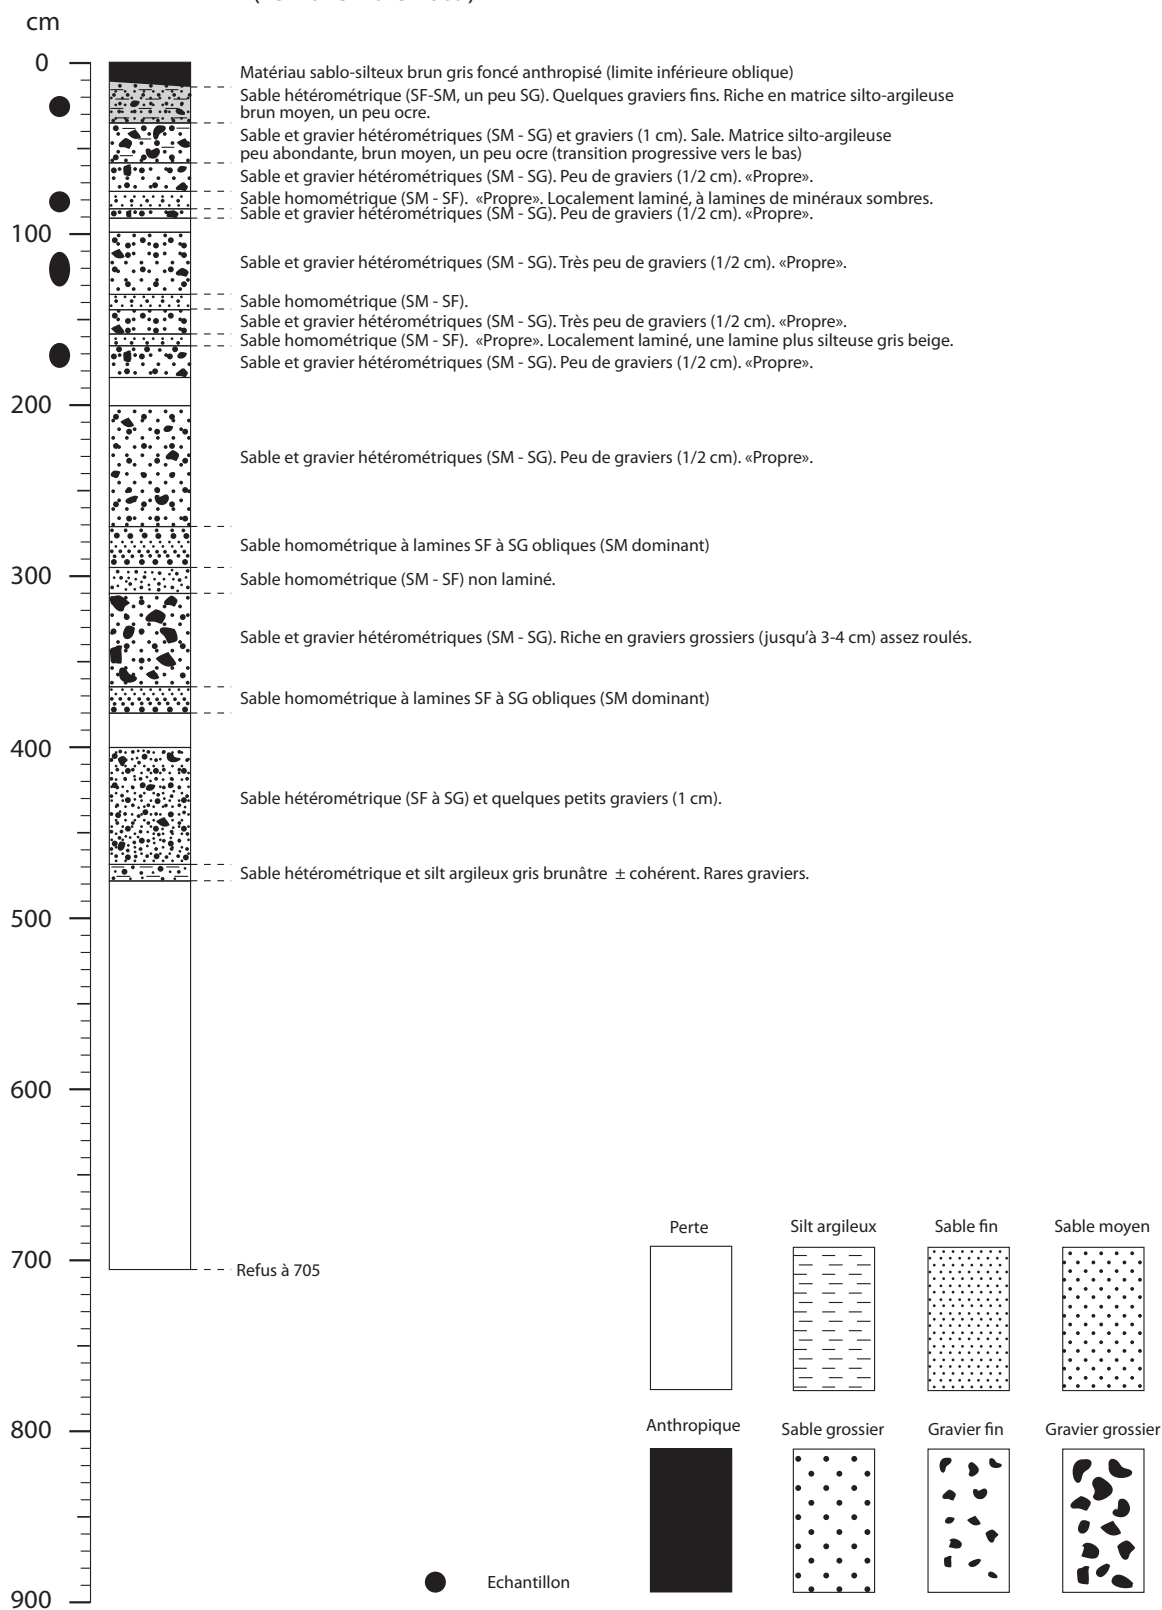 cm
0
Matériau sablo-silteux brun gris foncé anthropisé (limite inférieure oblique)
Sable hétérométrique (SF-SM, un peu SG). Quelques graviers fins. Riche en matrice silto-argileuse
brun moyen, un peu ocre.
Sable et gravier hétérométriques (SM - SG) et graviers (1 cm). Sale. Matrice silto-argileuse
peu abondante, brun moyen, un peu ocre (transition progressive vers le bas)
Sable et gravier hétérométriques (SM - SG). Peu de graviers (1/2 cm). «Propre».
Sable homométrique (SM - SF). «Propre». Localement laminé, à lamines de minéraux sombres.
Sable et gravier hétérométriques (SM - SG). Peu de graviers (1/2 cm). «Propre».
100
Sable et gravier hétérométriques (SM - SG). Très peu de graviers (1/2 cm). «Propre».
Sable homométrique (SM - SF).
Sable et gravier hétérométriques (SM - SG). Très peu de graviers (1/2 cm). «Propre».
Sable homométrique (SM - SF). «Propre». Localement laminé, une lamine plus silteuse gris beige.
Sable et gravier hétérométriques (SM - SG). Peu de graviers (1/2 cm). «Propre».
200
Sable et gravier hétérométriques (SM - SG). Peu de graviers (1/2 cm). «Propre».
Sable homométrique à lamines SF à SG obliques (SM dominant)
300
Sable homométrique (SM - SF) non laminé.
Sable et gravier hétérométriques (SM - SG). Riche en graviers grossiers (jusqu'à 3-4 cm) assez roulés.
Sable homométrique à lamines SF à SG obliques (SM dominant)
400
Sable hétérométrique (SF à SG) et quelques petits graviers (1 cm).
Sable hétérométrique et silt argileux gris brunâtre ± cohérent. Rares graviers.
500
600
700
Refus à 705
Perte
Silt argileux
Sable fin
Sable moyen
800
Anthropique
Sable grossier
Gravier fin
Gravier grossier
Echantillon
900